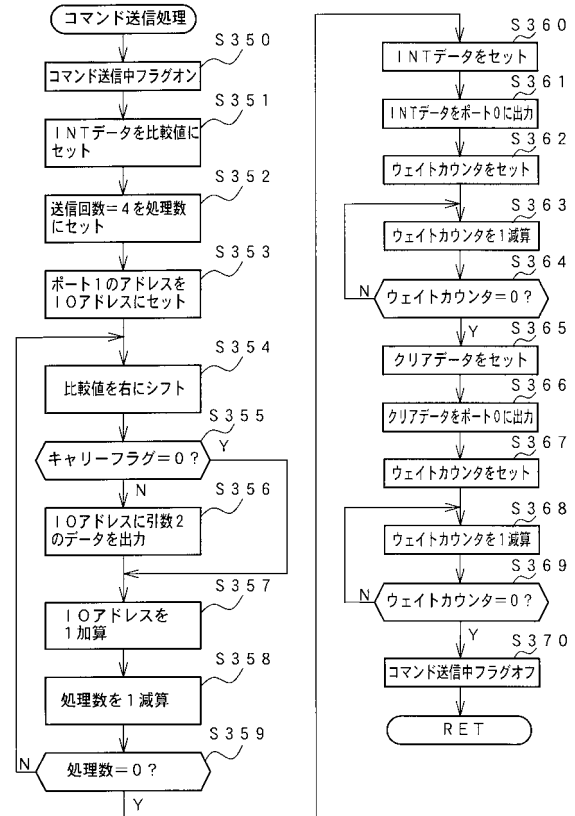 コマンド送信処理
S350
コマンド送信中フラグオン
S351
INTデータを比較値に
セット
S352
送信回数=4を処理数
にセット
S353
ポート1のアドレスを
IOアドレスにセット
S354
比較値を右にシフト
S355
キャリーフラグ=0?
Y
N
S356
IOアドレスに引数2
のデータを出力
S357
IOアドレスを
1加算
S358
処理数を1減算
S359
処理数=0?
N
Y
S360
INTデータをセット
S361
INTデータをポート0に出力
S362
ウェイトカウンタをセット
S363
ウェイトカウンタを1減算
S364
ウェイトカウンタ=0?
N
Y
S365
クリアデータをセット
S366
クリアデータをポート0に出力
S367
ウェイトカウンタをセット
S368
ウェイトカウンタを1減算
S369
ウェイトカウンタ=0?
N
Y
S370
コマンド送信中フラグオフ
RET